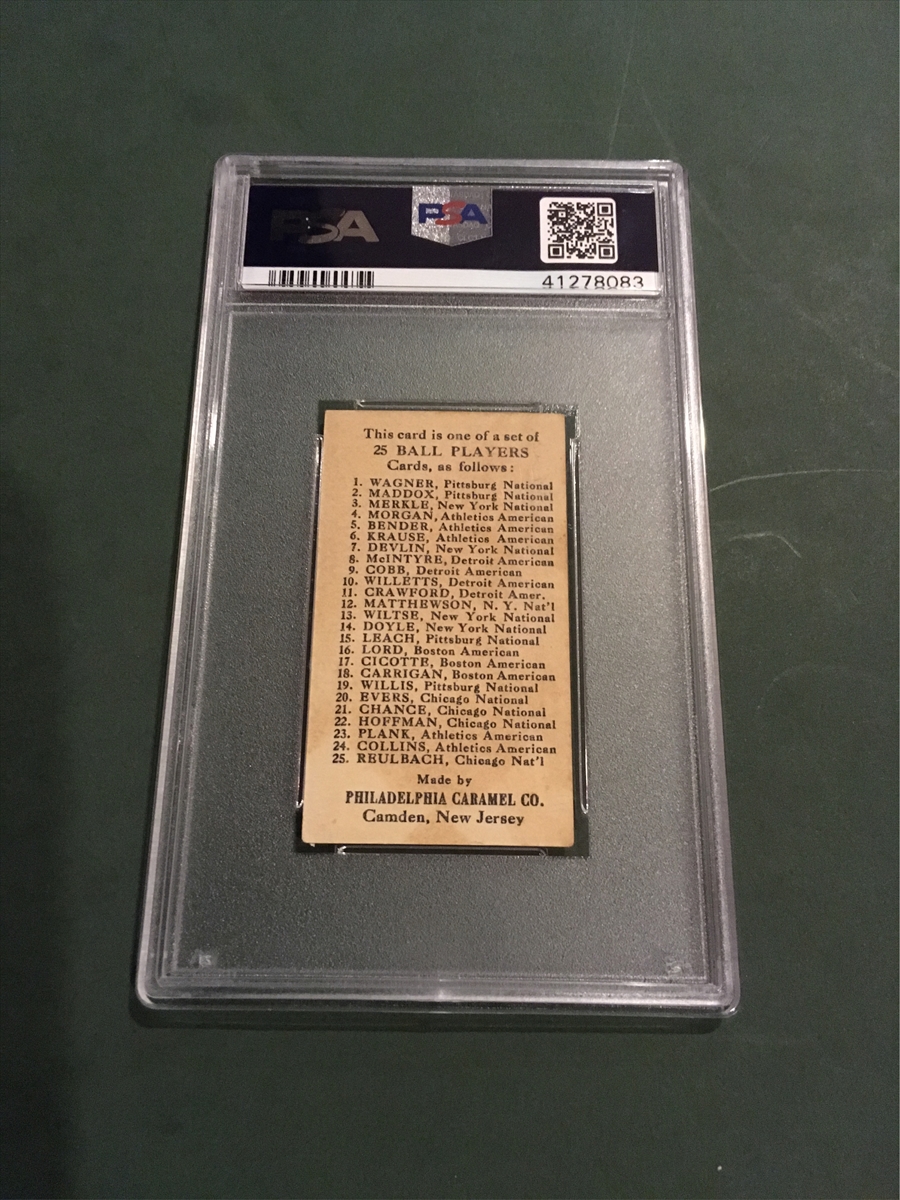 PSA PSA
41278083
This card is one of a set of
25 BALL PLAYERS
Cards, as follows:
1. WAGNER, Pittsburg National
2. MADDOX, Pittsburg National
3. MERKLE, New York National
4. MORGAN, Athletics American
5. BENDER, Athletics American
6. KRAUSE, Athletics American
7. DEVLIN, New York National
8. McINTYRE, Detroit American
9. COBB, Detroit American
10. WILLETTS, Detroit American
11. CRAWFORD, Detroit Amer.
12. MATTHEWSON, N. Y. Nat'l
13. WILTSE, New York National
14. DOYLE, New York National
15. LEACH, Pittsburg National
16. LORD, Boston American
17. CICOTTE, Boston American
18. CARRIGAN, Boston American
19. WILLIS, Pittsburg National
20. EVERS, Chicago National
21. CHANCE, Chicago National
22. HOFFMAN, Chicago National
23. PLANK, Athletics American
24. COLLINS, Athletics American
25. REULBACH, Chicago Nat'l
Made by
PHILADELPHIA CARAMEL CO.
Camden, New Jersey